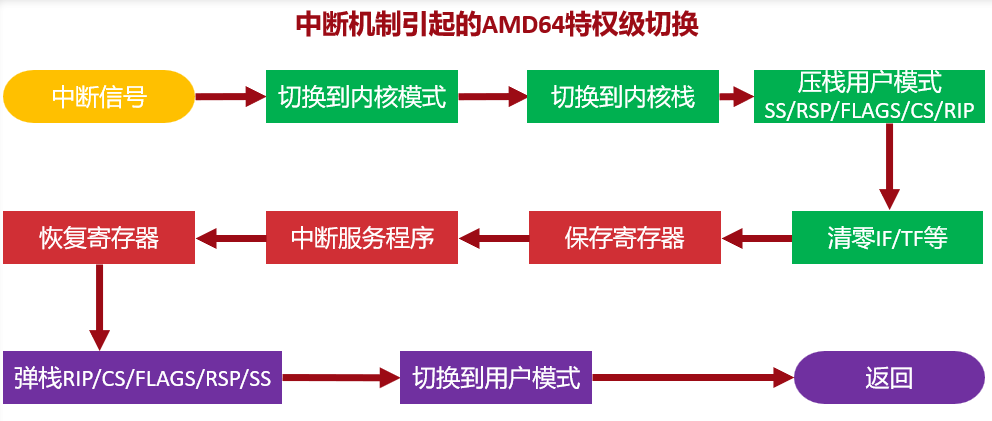 中断机制引起的AMD64特权级切换
中断信号
切换到内核模式
切换到内核栈
压栈用户模式
SS/RSP/FLAGS/CS/RIP
清零IF/TF等
保存寄存器
中断服务程序
恢复寄存器
弹栈RIP/CS/FLAGS/RSP/SS
切换到用户模式
返回